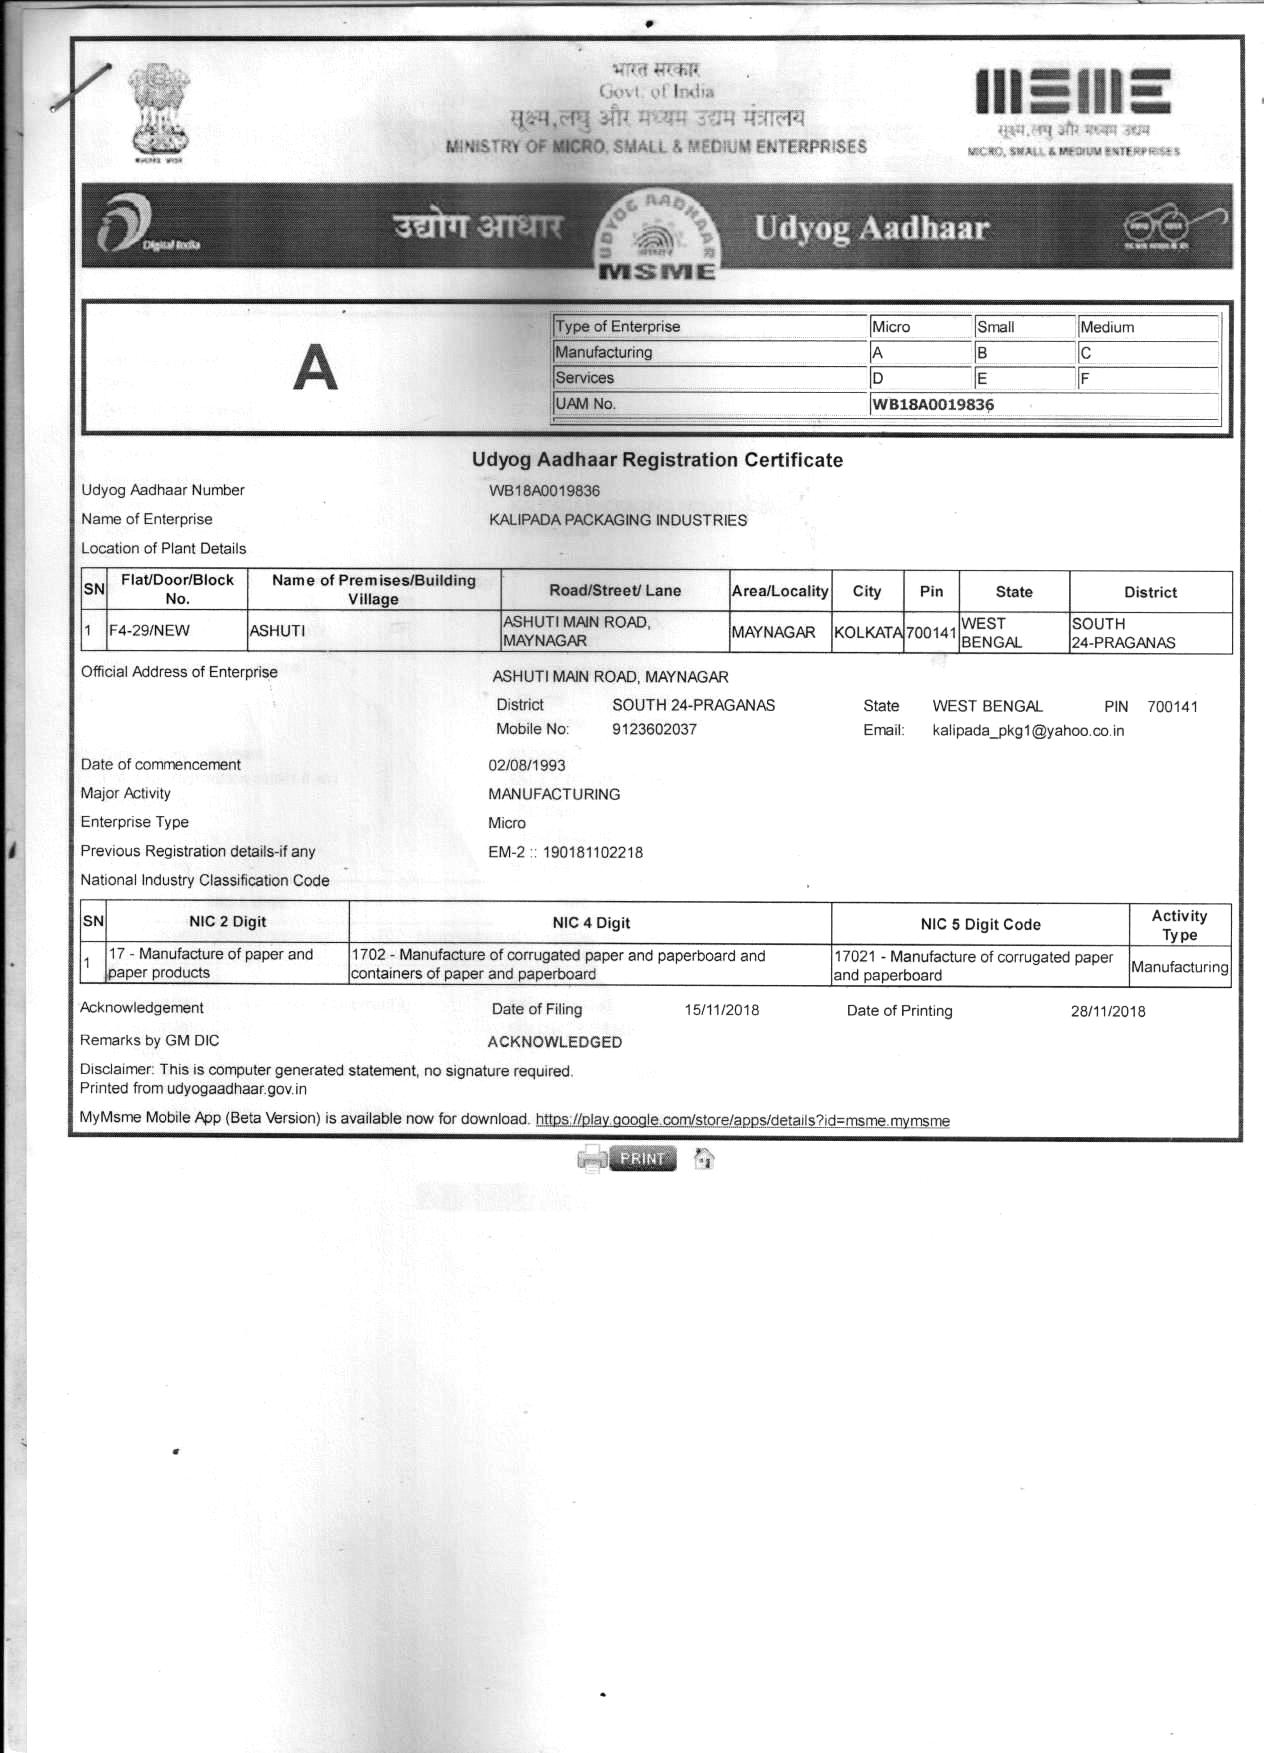 भारत सरकार
Govt. of India
सूक्ष्म,लघु और मध्यम उद्यम मंत्रालय
MINISTRY OF MICRO, SMALL & MEDIUM ENTERPRISES
msme
सूक्ष्म,लघु और मध्यम उद्यम
MICRO, SMALL & MEDIUM ENTERPRISES
Digital India
उद्योग आधार
UDYOG AADHAAR
MSME
Udyog Aadhaar
A
Type of Enterprise Micro Small Medium
Manufacturing A B C
Services D E F
UAM No. WB18A0019836
Udyog Aadhaar Registration Certificate
Udyog Aadhaar Number WB18A0019836
Name of Enterprise KALIPADA PACKAGING INDUSTRIES
Location of Plant Details
SN Flat/Door/Block No. Name of Premises/Building Village Road/Street/ Lane Area/Locality City Pin State District
1 F4-29/NEW ASHUTI ASHUTI MAIN ROAD, MAYNAGAR MAYNAGAR KOLKATA 700141 WEST BENGAL SOUTH 24-PRAGANAS
Official Address of Enterprise ASHUTI MAIN ROAD, MAYNAGAR
District SOUTH 24-PRAGANAS State WEST BENGAL PIN 700141
Mobile No: 9123602037 Email: kalipada_pkg1@yahoo.co.in
Date of commencement 02/08/1993
Major Activity MANUFACTURING
Enterprise Type Micro
Previous Registration details-if any EM-2 :: 190181102218
National Industry Classification Code
SN NIC 2 Digit NIC 4 Digit NIC 5 Digit Code Activity Type
1 17 - Manufacture of paper and paper products 1702 - Manufacture of corrugated paper and paperboard and containers of paper and paperboard 17021 - Manufacture of corrugated paper and paperboard Manufacturing
Acknowledgement Date of Filing 15/11/2018 Date of Printing 28/11/2018
Remarks by GM DIC ACKNOWLEDGED
Disclaimer: This is computer generated statement, no signature required.
Printed from udyogaadhaar.gov.in
MyMsme Mobile App (Beta Version) is available now for download. https://play.google.com/store/apps/details?id=msme.mymsme
PRINT